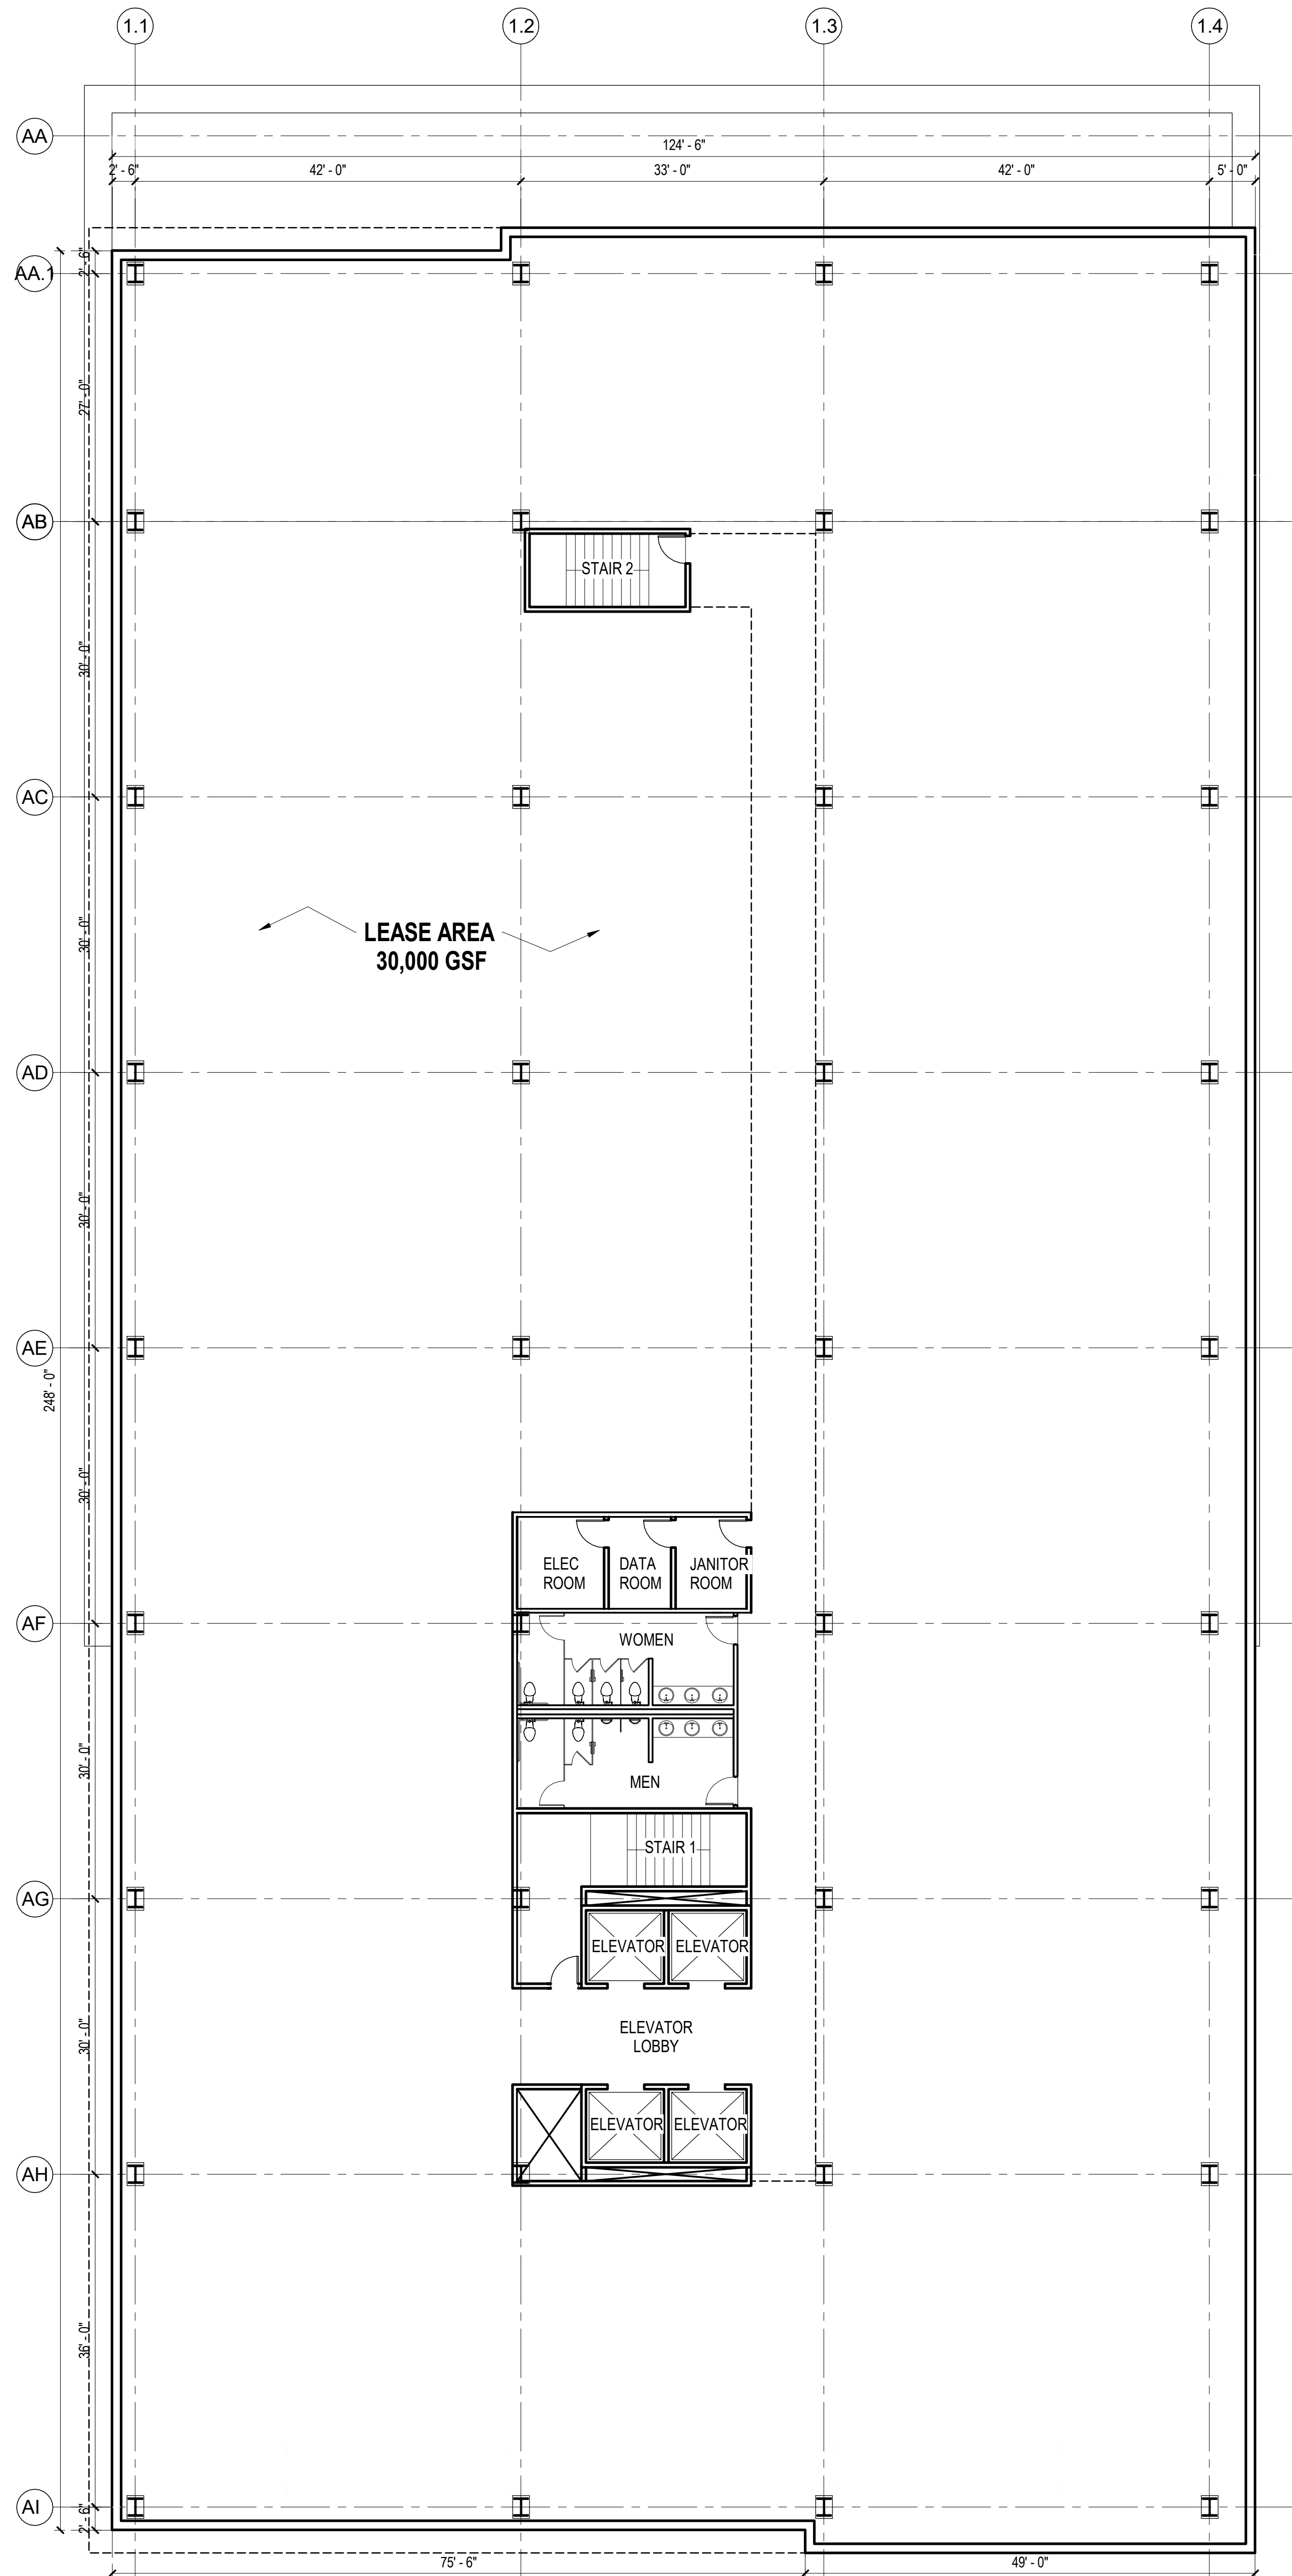 1.1
1.2
1.3
1.4
AA
124' - 6"
2' - 6"
42' - 0"
33' - 0"
42' - 0"
5' - 0"
2' - 6"
AA.1
27' - 0"
AB
STAIR 2
30' - 0"
AC
LEASE AREA
30,000 GSF
30' - 0"
AD
30' - 0"
AE
248' - 0"
30' - 0"
ELEC
ROOM
DATA
ROOM
JANITOR
ROOM
AF
WOMEN
30' - 0"
MEN
STAIR 1
AG
ELEVATOR
ELEVATOR
30' - 0"
ELEVATOR
LOBBY
ELEVATOR
ELEVATOR
AH
36' - 0"
AI
2' - 6"
75' - 6"
49' - 0"